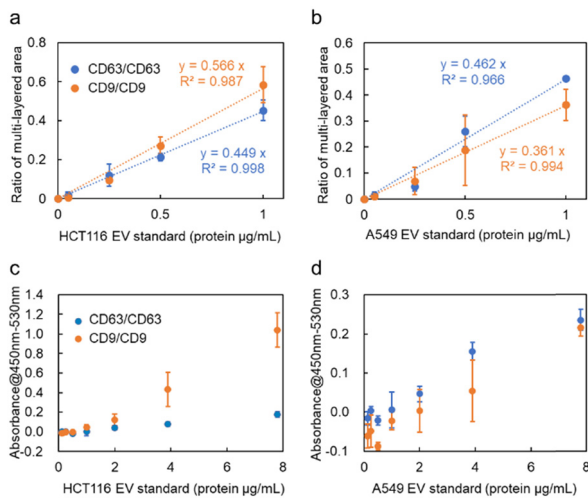 a
0.8
0.6
0.4
0.2
0
Ratio of multi-layered area
CD63/CD63
CD9/CD9
y = 0.566 x
R² = 0.987
y = 0.449 x
R² = 0.998
0
0.5
1
HCT116 EV standard (protein µg/mL)
b
0.6
0.5
0.4
0.3
0.2
0.1
0
Ratio of multi-layered area
y = 0.462 x
R² = 0.966
y = 0.361 x
R² = 0.994
0
0.5
1
A549 EV standard (protein µg/mL)
c
1.4
1.2
1.0
0.8
0.6
0.4
0.2
0.0
-0.2
Absorbance@450nm-530nm
CD63/CD63
CD9/CD9
0
2
4
6
8
HCT116 EV standard (protein µg/mL)
d
0.3
0.2
0.1
0.0
-0.1
Absorbance@450nm-530nm
0
2
4
6
8
A549 EV standard (protein µg/mL)